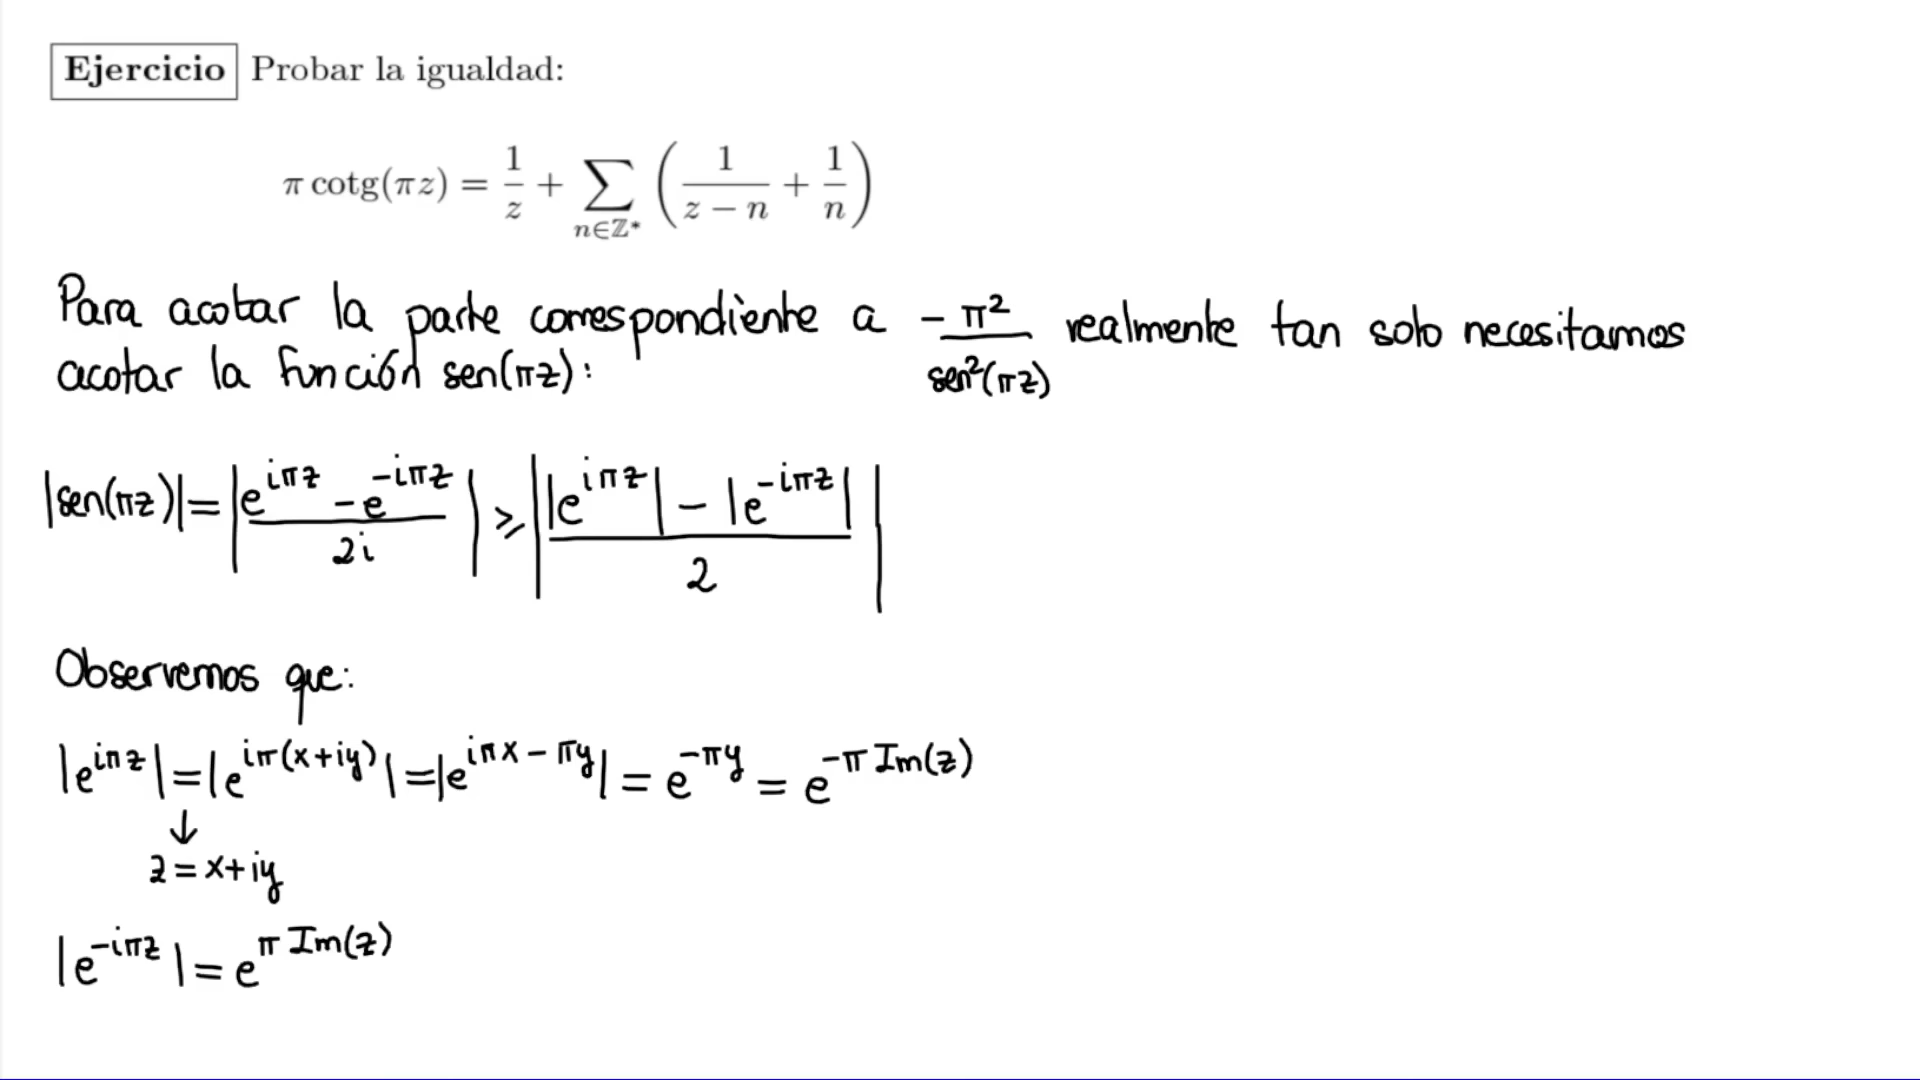 Ejercicio Probar la igualdad:
π cotg(πz) = 1/z + ∑_{n∈ℤ*} (1/(z − n) + 1/n)
Para acotar la parte correspondiente a -π²/sen²(πz) realmente tan solo necesitamos
acotar la función sen(πz):
|sen(πz)| = |(e^{iπz} - e^{-iπz})/2i| ≥ |(|e^{iπz}| - |e^{-iπz}|)/2|
Observemos que:
|e^{iπz}| = |e^{iπ(x+iy)}| = |e^{iπx - πy}| = e^{-πy} = e^{-π Im(z)}
↓
z = x+iy
|e^{-iπz}| = e^{π Im(z)}